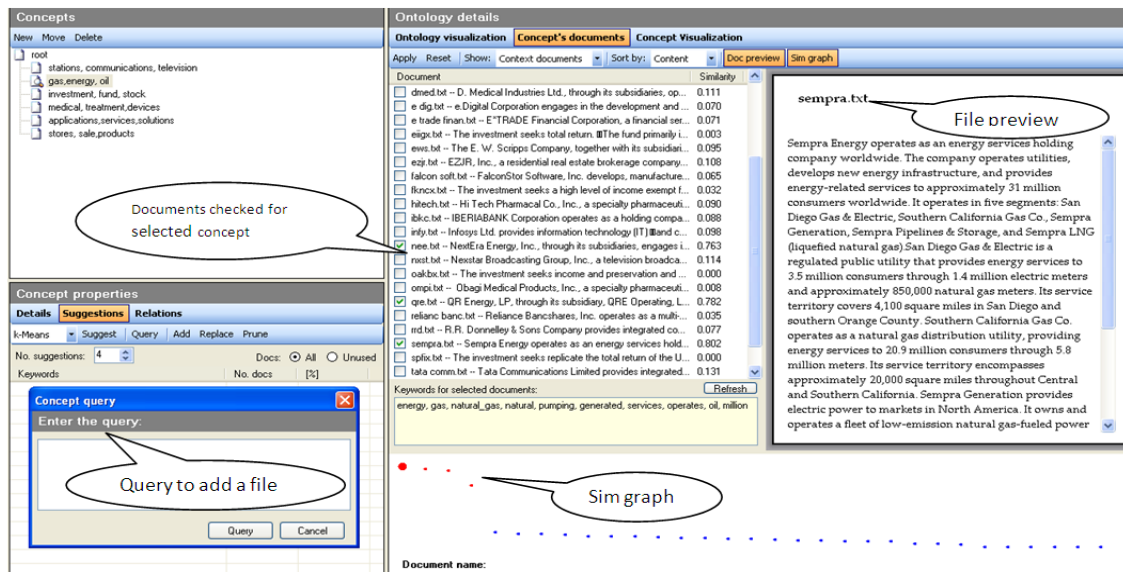 Concepts
New Move Delete
root
stations, communications, television
gas,energy, oil
investment, fund, stock
medical, treatment,devices
applications,services,solutions
stores, sale,products
Documents checked for
selected concept
Concept properties
Details Suggestions Relations
k-Means Suggest Query Add Replace Prune
No. suggestions: 4 Docs: All Unused
Keywords No. docs [%]
Concept query
Enter the query:
Query to add a file
Query Cancel
Ontology details
Ontology visualization Concept's documents Concept Visualization
Apply Reset Show: Context documents Sort by: Content Doc preview Sim graph
Document Similarity
dmed.txt -- D. Medical Industries Ltd., through its subsidiaries, op... 0.111
e dig.txt -- e.Digital Corporation engages in the development and ... 0.070
e trade finan.txt -- E*TRADE Financial Corporation, a financial ser... 0.071
eiigx.txt -- The investment seeks total return. The fund primarily i... 0.003
ews.txt -- The E. W. Scripps Company, together with its subsidiari... 0.095
ezjr.txt -- EZJR, Inc., a residential real estate brokerage company... 0.108
falcon soft.txt -- FalconStor Software, Inc. develops, manufacture... 0.065
fkncx.txt -- The investment seeks a high level of income exempt f... 0.032
hitech.txt -- Hi Tech Pharmacal Co., Inc., a specialty pharmaceuti... 0.090
ibkc.txt -- IBERIABANK Corporation operates as a holding compa... 0.088
infy.txt -- Infosys Ltd. provides information technology (IT) and c... 0.098
nee.txt -- NextEra Energy, Inc., through its subsidiaries, engages i... 0.763
nxst.txt -- Nexstar Broadcasting Group, Inc., a television broadca... 0.114
oakbx.txt -- The investment seeks income and preservation and ... 0.000
ompi.txt -- Obagi Medical Products, Inc., a specialty pharmaceuti... 0.008
qre.txt -- QR Energy, LP, through its subsidiary, QRE Operating, L... 0.782
relianc banc.txt -- Reliance Bancshares, Inc. operates as a multi-... 0.035
rrd.txt -- R.R. Donnelley & Sons Company provides integrated co... 0.077
sempra.txt -- Sempra Energy operates as an energy services hold... 0.802
spfix.txt -- The investment seeks replicate the total return of the U... 0.000
tata comm.txt -- Tata Communications Limited provides integrated... 0.131
Keywords for selected documents: Refresh
energy, gas, natural_gas, natural, pumping, generated, services, operates, oil, million
sempra.txt
File preview
Sempra Energy operates as an energy services holding
company worldwide. The company operates utilities,
develops new energy infrastructure, and provides
energy-related services to approximately 31 million
consumers worldwide. It operates in five segments: San
Diego Gas & Electric, Southern California Gas Co., Sempra
Generation, Sempra Pipelines & Storage, and Sempra LNG
(liquefied natural gas).San Diego Gas & Electric is a
regulated public utility that provides energy services to
3.5 million consumers through 1.4 million electric meters
and approximately 850,000 natural gas meters. Its service
territory covers 4,100 square miles in San Diego and
southern Orange County. Southern California Gas Co.
operates as a natural gas distribution utility, providing
energy services to 20.9 million consumers through 5.8
million meters. Its service territory encompasses
approximately 20,000 square miles throughout Central
and Southern California. Sempra Generation provides
electric power to markets in North America. It owns and
operates a fleet of low-emission natural gas-fueled power
Sim graph
Document name: